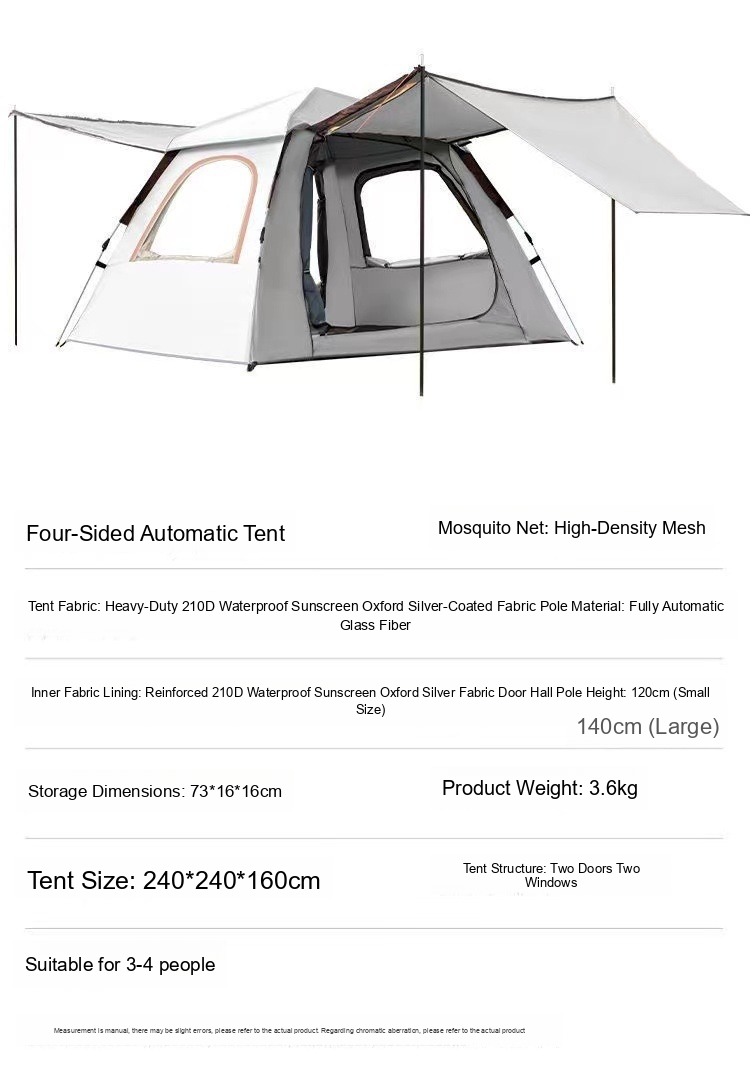 Four-Sided Automatic Tent
Mosquito Net: High-Density Mesh
Tent Fabric: Heavy-Duty 210D Waterproof Sunscreen Oxford Silver-Coated Fabric Pole Material: Fully Automatic
Glass Fiber
Inner Fabric Lining: Reinforced 210D Waterproof Sunscreen Oxford Silver Fabric Door Hall Pole Height: 120cm (Small
Size)
140cm (Large)
Storage Dimensions: 73*16*16cm
Product Weight: 3.6kg
Tent Size: 240*240*160cm
Tent Structure: Two Doors Two
Windows
Suitable for 3-4 people
Measurement is manual, there may be slight errors, please refer to the actual product. Regarding chromatic aberration, please refer to the actual product